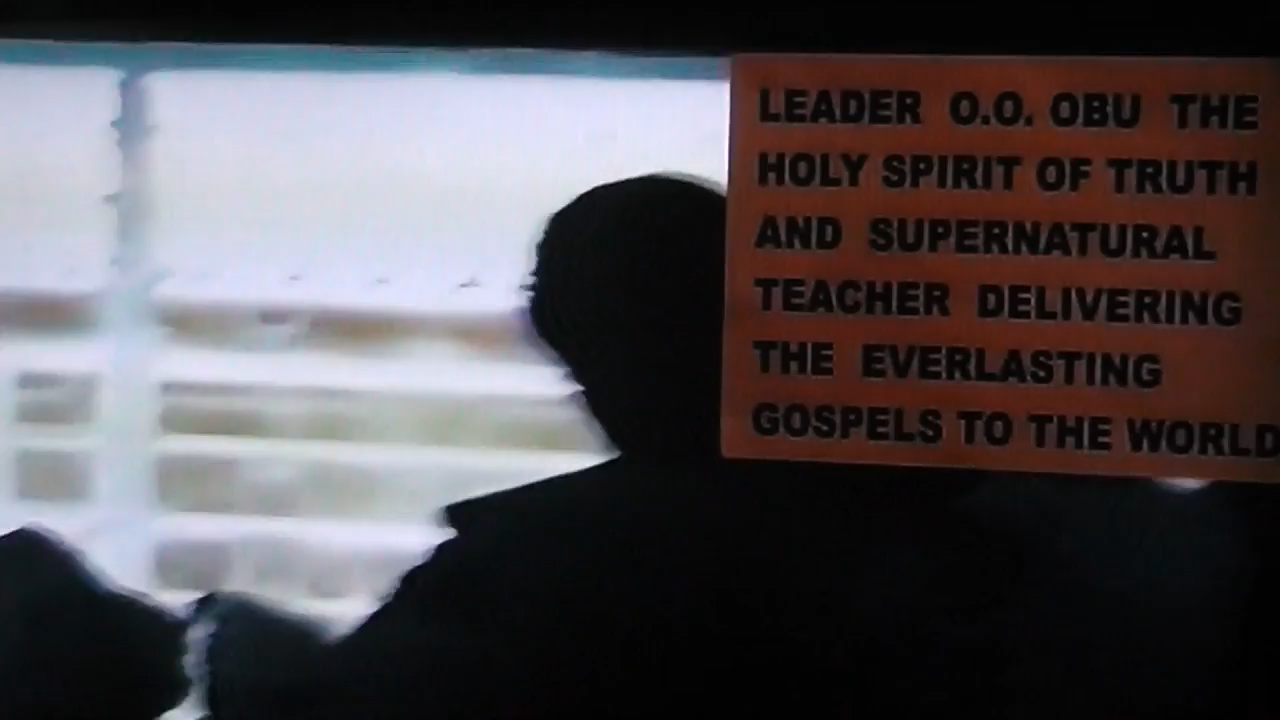 LEADER O.O. OBU THE
HOLY SPIRIT OF TRUTH
AND SUPERNATURAL
TEACHER DELIVERING
THE EVERLASTING
GOSPELS TO THE WORLD